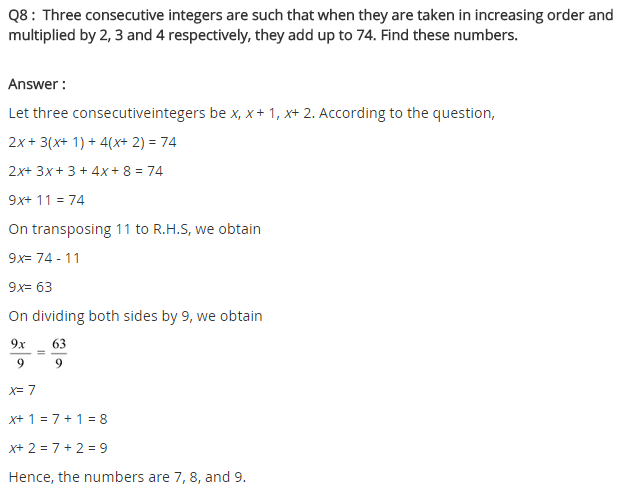 Q8 : Three consecutive integers are such that when they are taken in increasing order and
multiplied by 2, 3 and 4 respectively, they add up to 74. Find these numbers.
Answer :
Let three consecutiveintegers be x, x + 1, x+ 2. According to the question,
2x + 3(x+ 1) + 4(x+ 2) = 74
2x+ 3x + 3 + 4x + 8 = 74
9x+ 11 = 74
On transposing 11 to R.H.S, we obtain
9x= 74 - 11
9x= 63
On dividing both sides by 9, we obtain
9x/9 = 63/9
x= 7
x+ 1 = 7 + 1 = 8
x+ 2 = 7 + 2 = 9
Hence, the numbers are 7, 8, and 9.